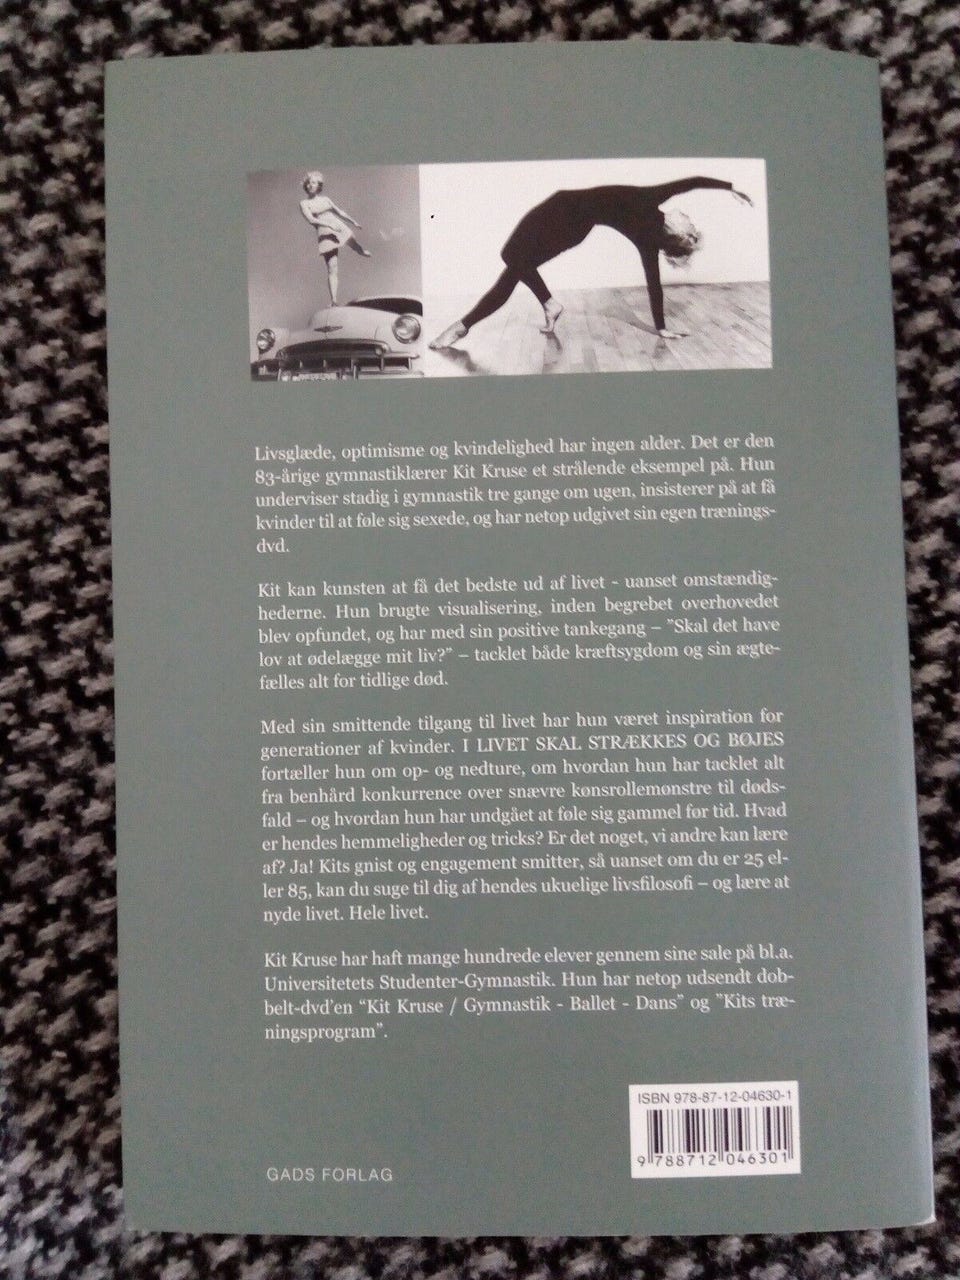 Livsglæde, optimisme og kvindelighed har ingen alder. Det er den
83-årige gymnastiklærer Kit Kruse et strålende eksempel på. Hun
underviser stadig i gymnastik tre gange om ugen, insisterer på at få
kvinder til at føle sig sexede, og har netop udgivet sin egen trænings-
dvd.
Kit kan kunsten at få det bedste ud af livet - uanset omstændig-
hederne. Hun brugte visualisering, inden begrebet overhovedet
blev opfundet, og har med sin positive tankegang – "Skal det have
lov at ødelægge mit liv?" – tacklet både kræftsygdom og sin ægte-
fælles alt for tidlige død.
Med sin smittende tilgang til livet har hun været inspiration for
generationer af kvinder. I LIVET SKAL STRÆKKES OG BØJES
fortæller hun om op- og nedture, om hvordan hun har tacklet alt
fra benhård konkurrence over snævre kønsrollemønstre til døds-
fald – og hvordan hun har undgået at føle sig gammel før tid. Hvad
er hendes hemmeligheder og tricks? Er det noget, vi andre kan lære
af? Ja! Kits gnist og engagement smitter, så uanset om du er 25 el-
ler 85, kan du suge til dig af hendes ukuelige livsfilosofi – og lære at
nyde livet. Hele livet.
Kit Kruse har haft mange hundrede elever gennem sine sale på bl.a.
Universitetets Studenter-Gymnastik. Hun har netop udsendt dob-
belt-dvd'en "Kit Kruse / Gymnastik - Ballet - Dans" og "Kits træ-
ningsprogram".
ISBN 978-87-12-04630-1
9 788712 046301
GADS FORLAG